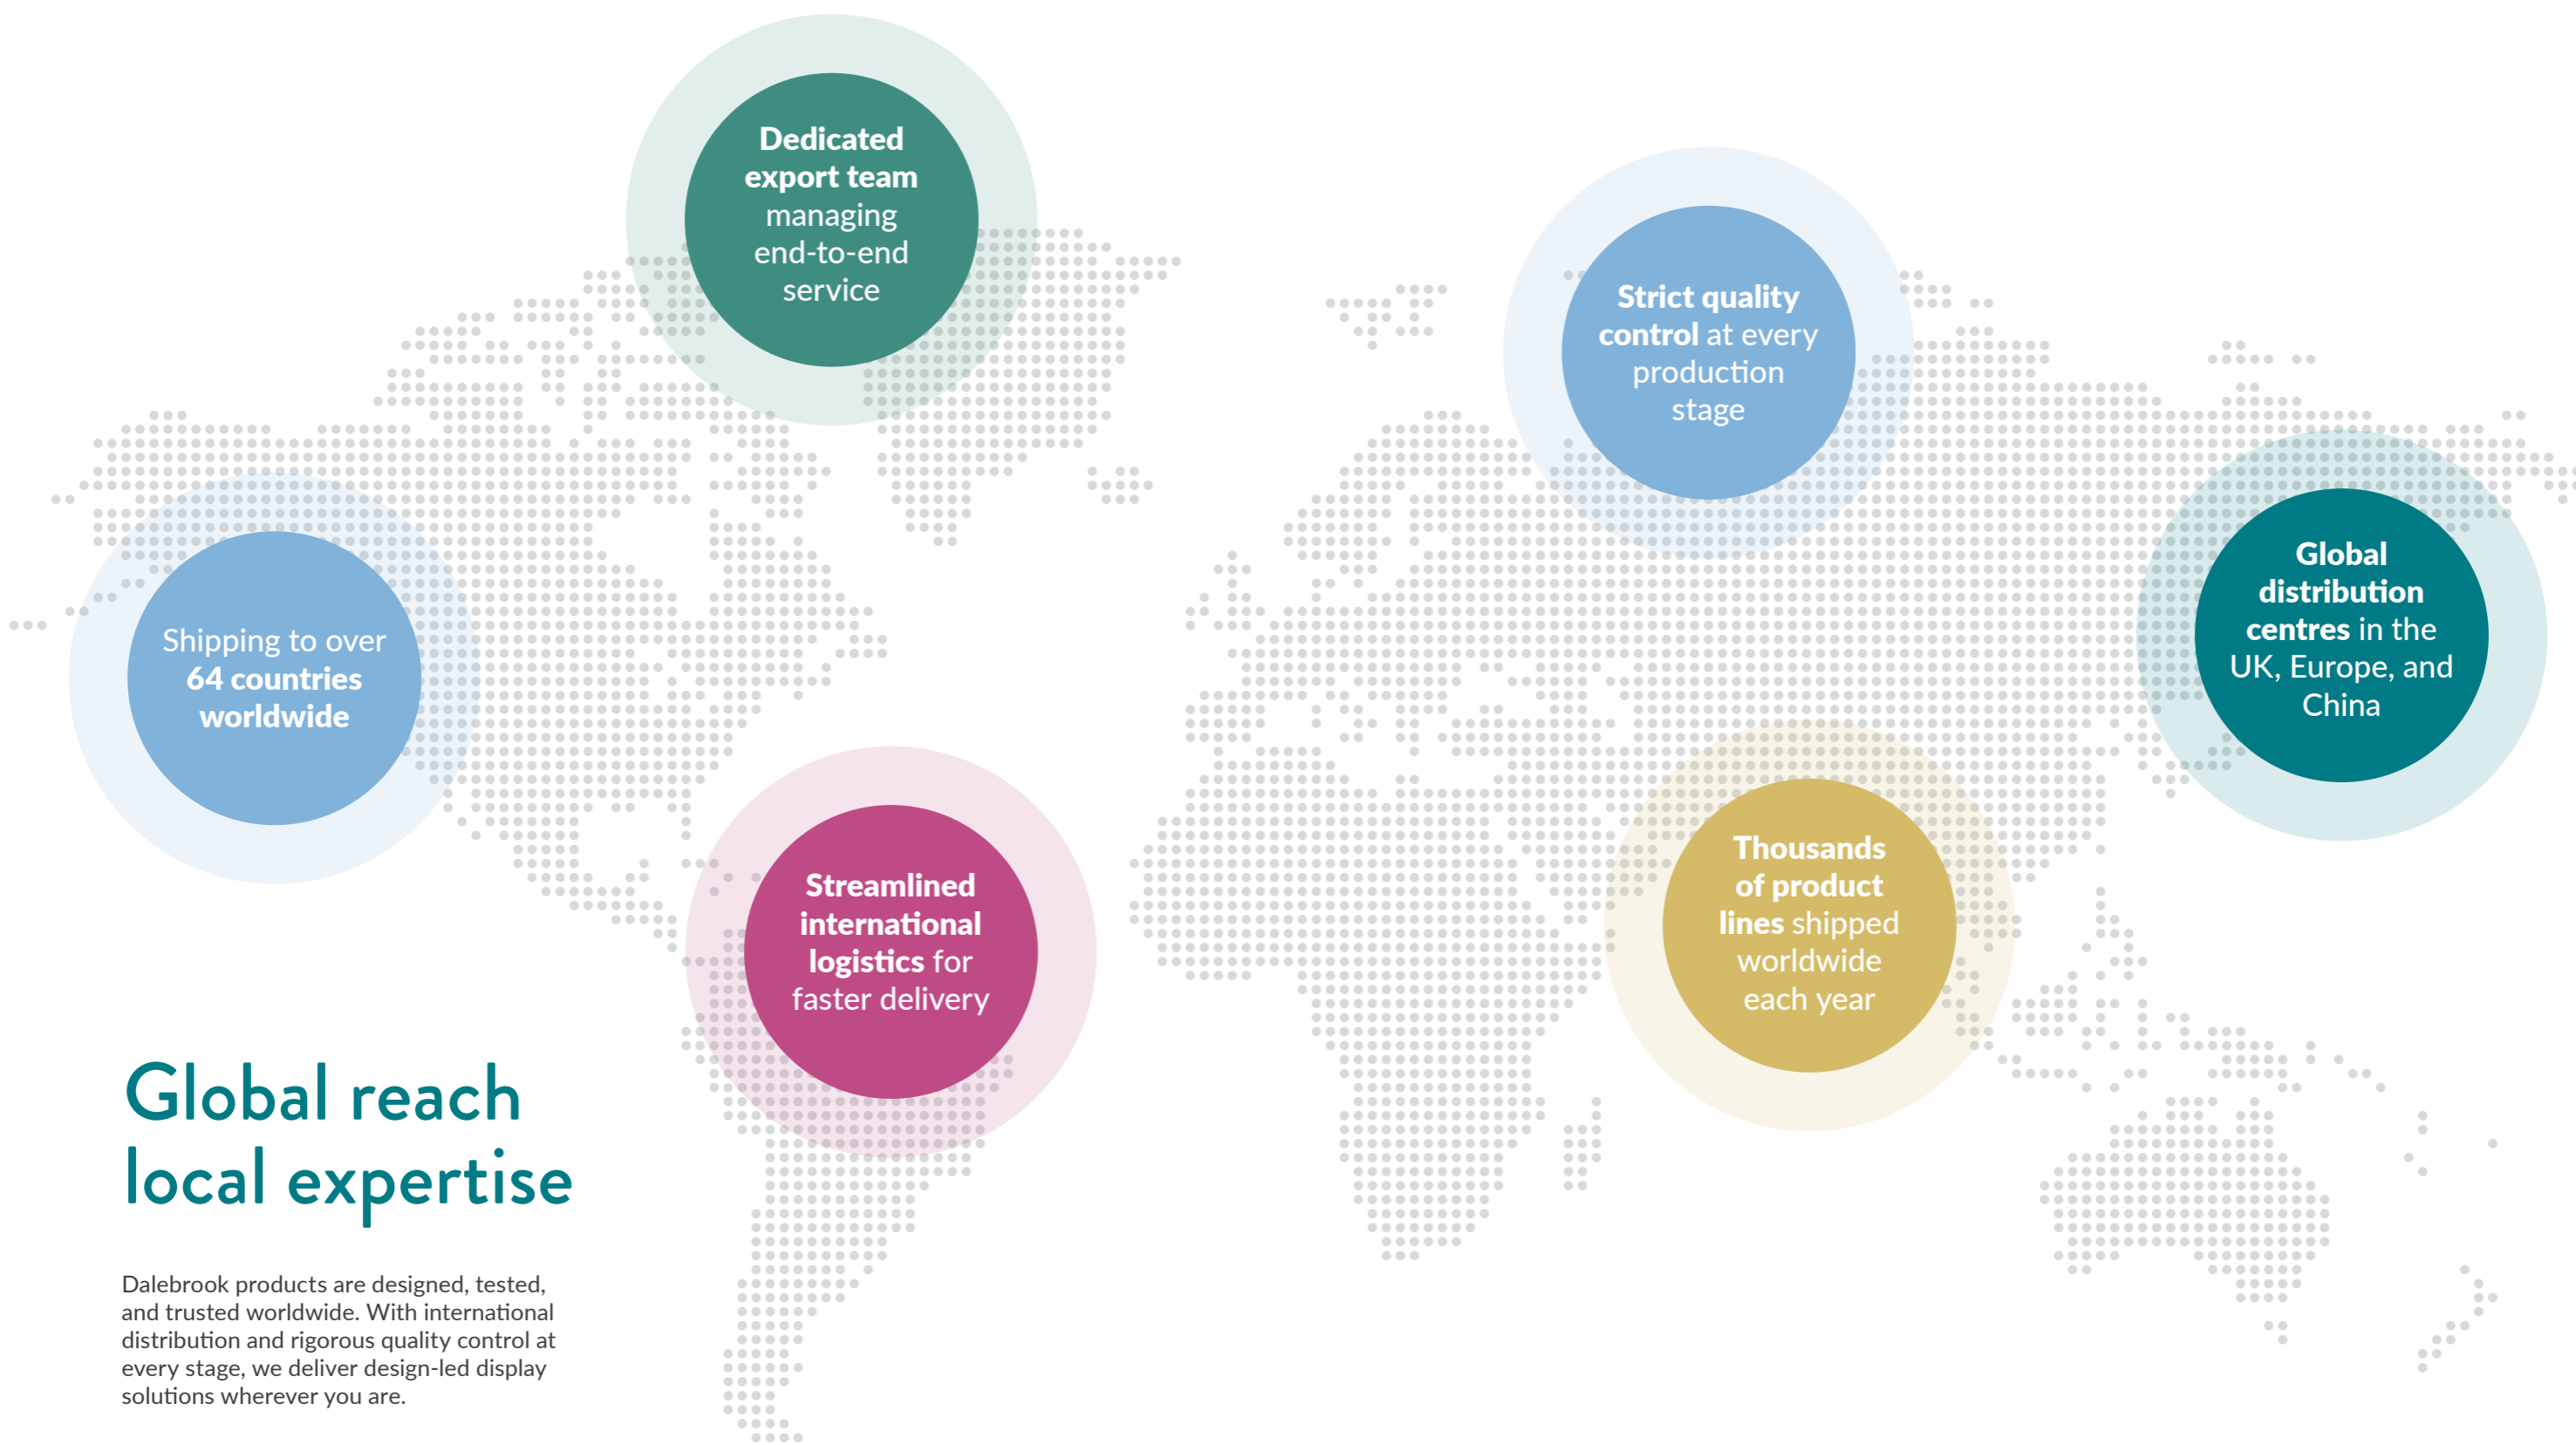 Dedicated
export team
managing
end-to-end
service
Strict quality
control at every
production
stage
Global
distribution
centres in the
UK, Europe, and
China
Shipping to over
64 countries
worldwide
Streamlined
international
logistics for
faster delivery
Thousands
of product
lines shipped
worldwide
each year
Global reach
local expertise
Dalebrook products are designed, tested,
and trusted worldwide. With international
distribution and rigorous quality control at
every stage, we deliver design-led display
solutions wherever you are.